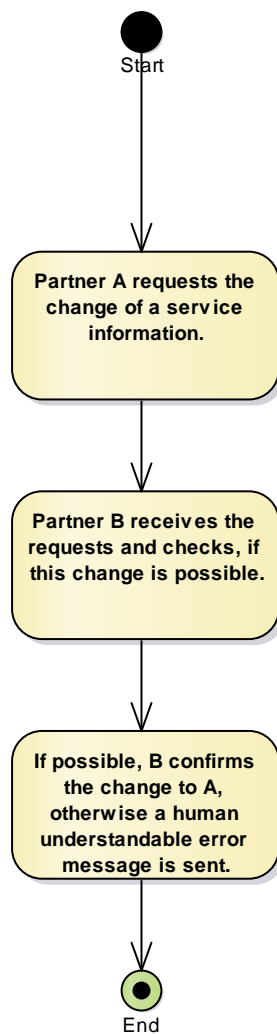 Start
Partner A requests the
change of a service
information.
Partner B receives the
requests and checks, if
this change is possible.
If possible, B confirms
the change to A,
otherwise a human
understandable error
message is sent.
End